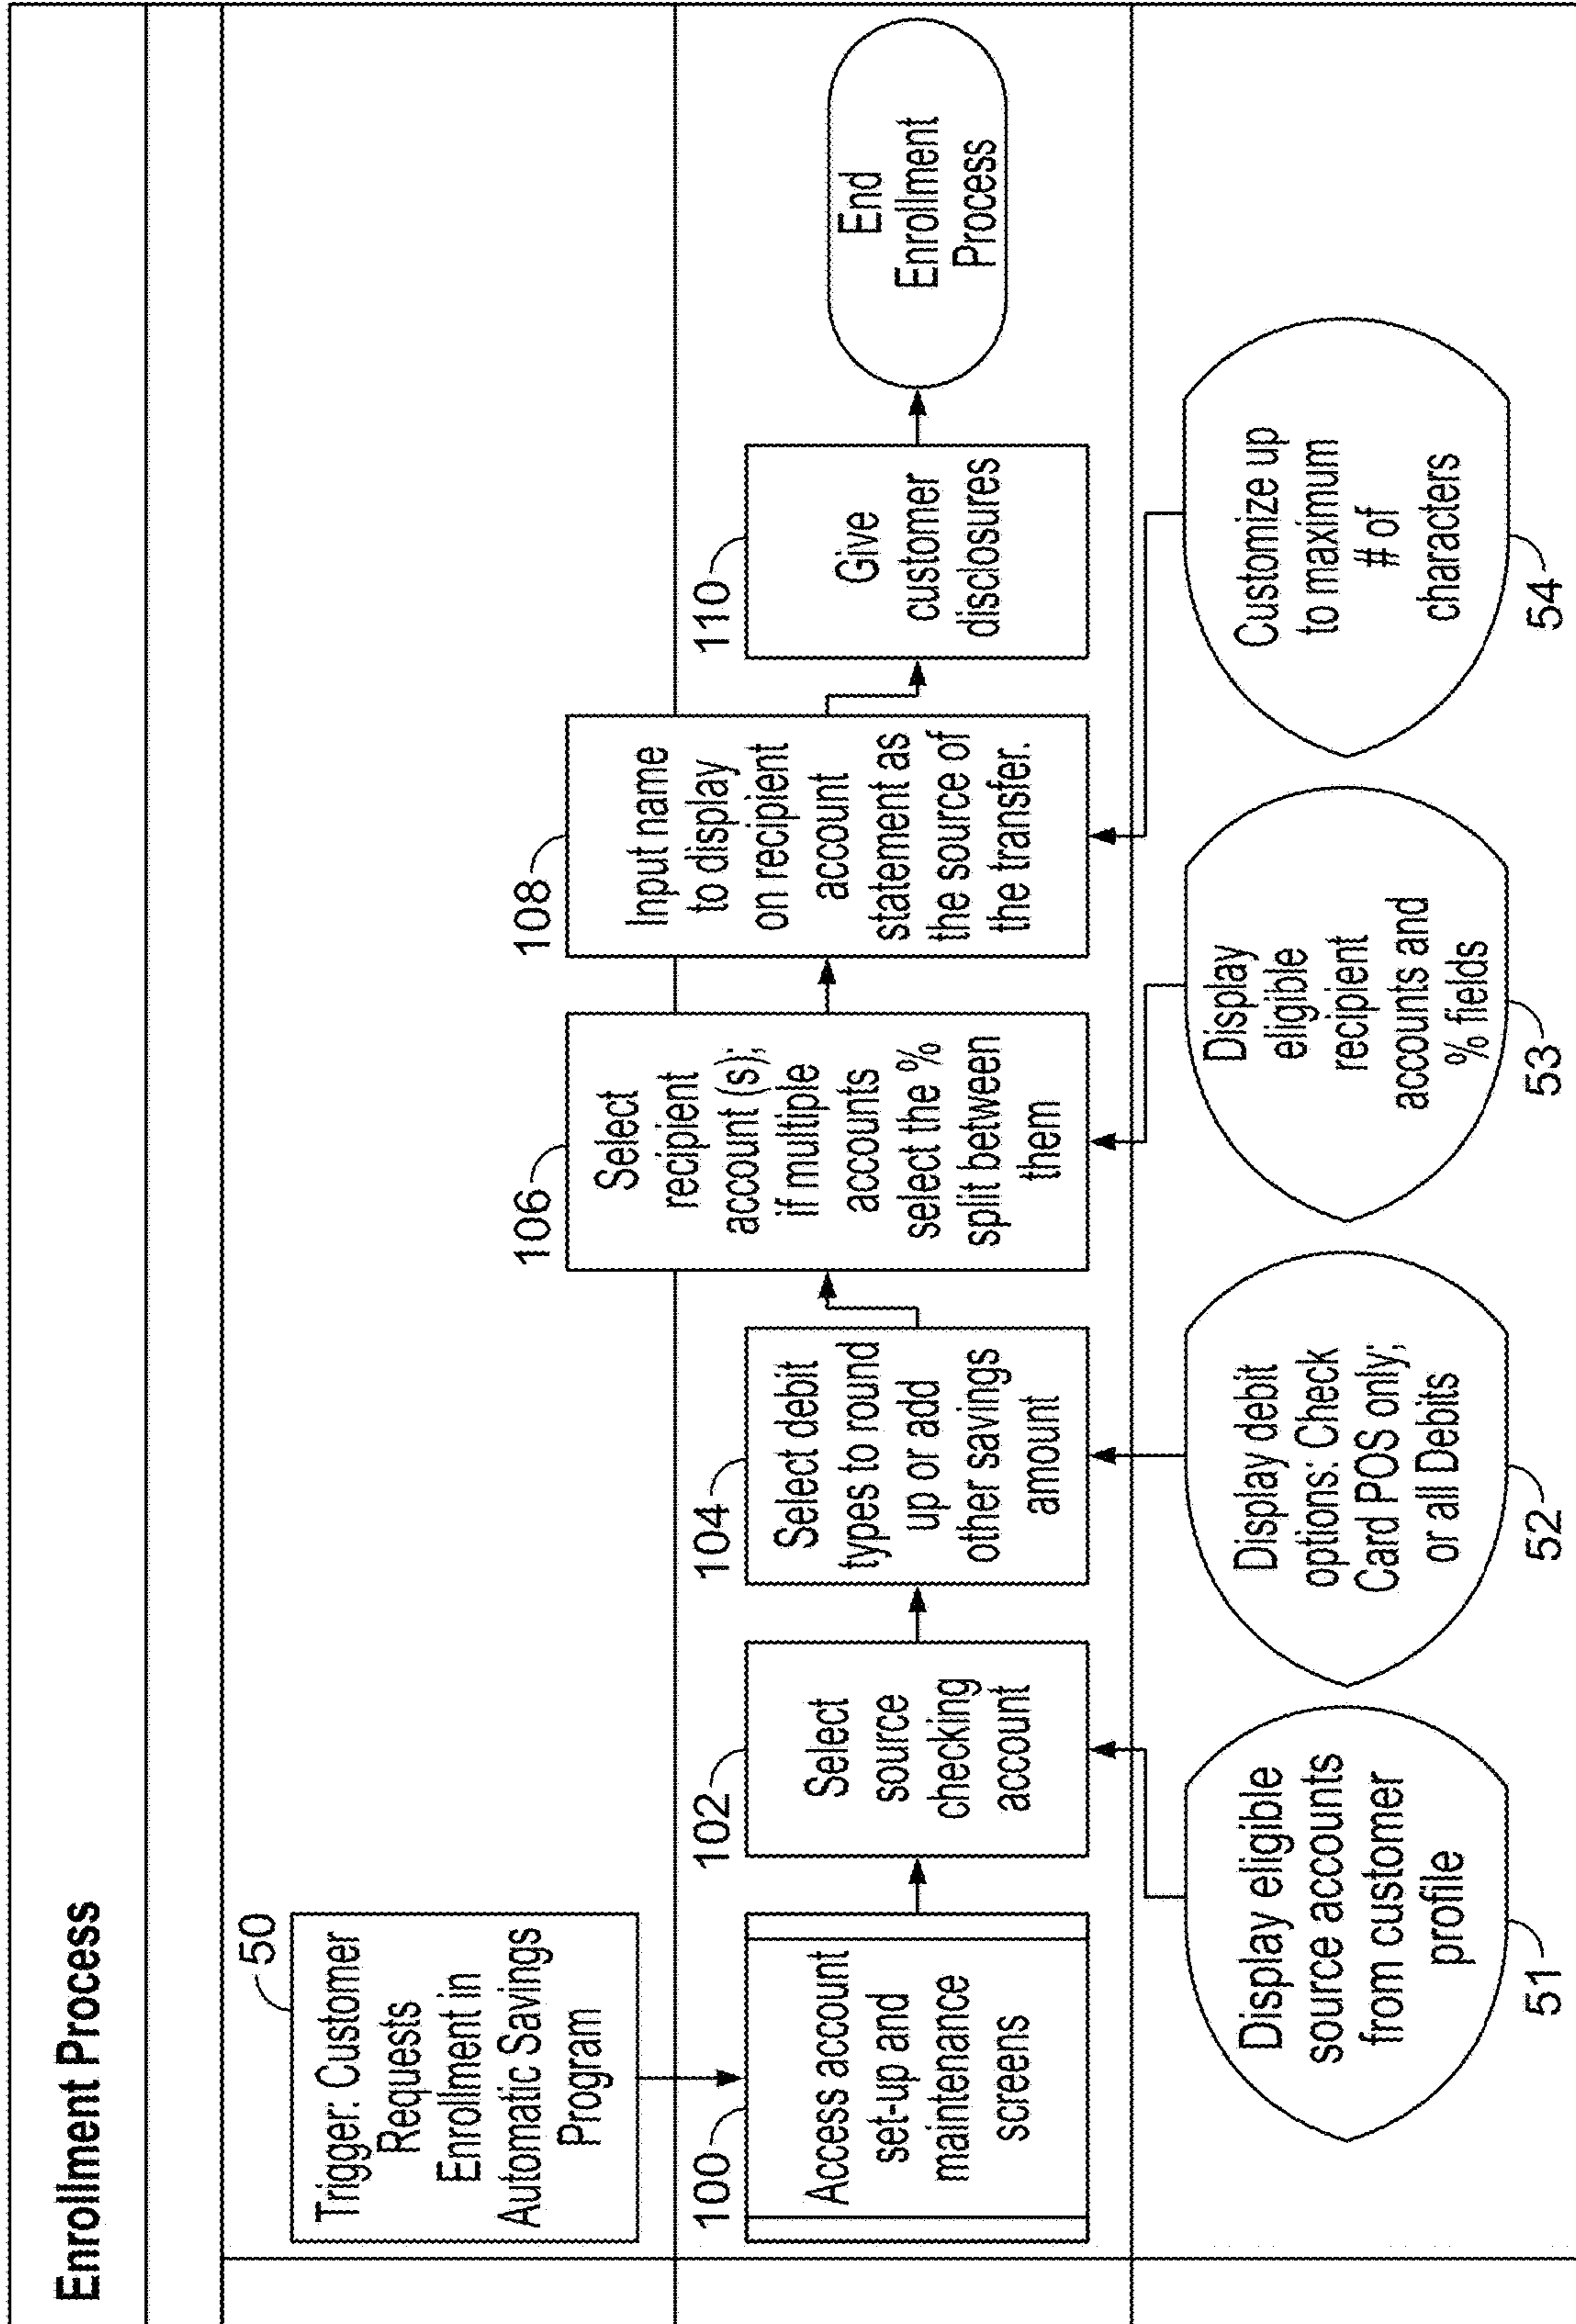 Enrollment Process
50
Trigger: Customer
Requests
Enrollment in
Automatic Savings
Program
100
Access account
set-up and
maintenance
screens
102
Select
source
checking
account
104
Select debit
types to round
up or add
other savings
amount
106
Select
recipient
account (s);
if multiple
accounts
select the %
split between
them
108
Input name
to display
on recipient
account
statement as
the source of
the transfer.
110
Give
customer
disclosures
End
Enrollment
Process
Display eligible
source accounts
from customer
profile
51
Display debit
options: Check
Card POS only;
or all Debits
52
Display
eligible
recipient
accounts and
% fields
53
Customize up
to maximum
# of
characters
54